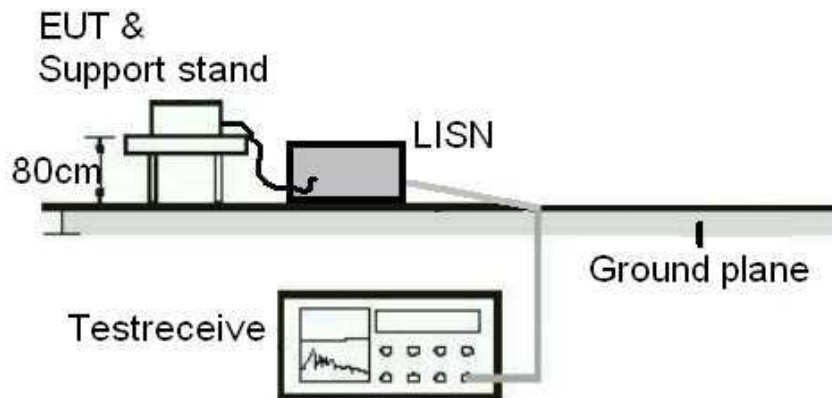 EUT &
Support stand
LISN
80cm
Ground plane
Testreceive